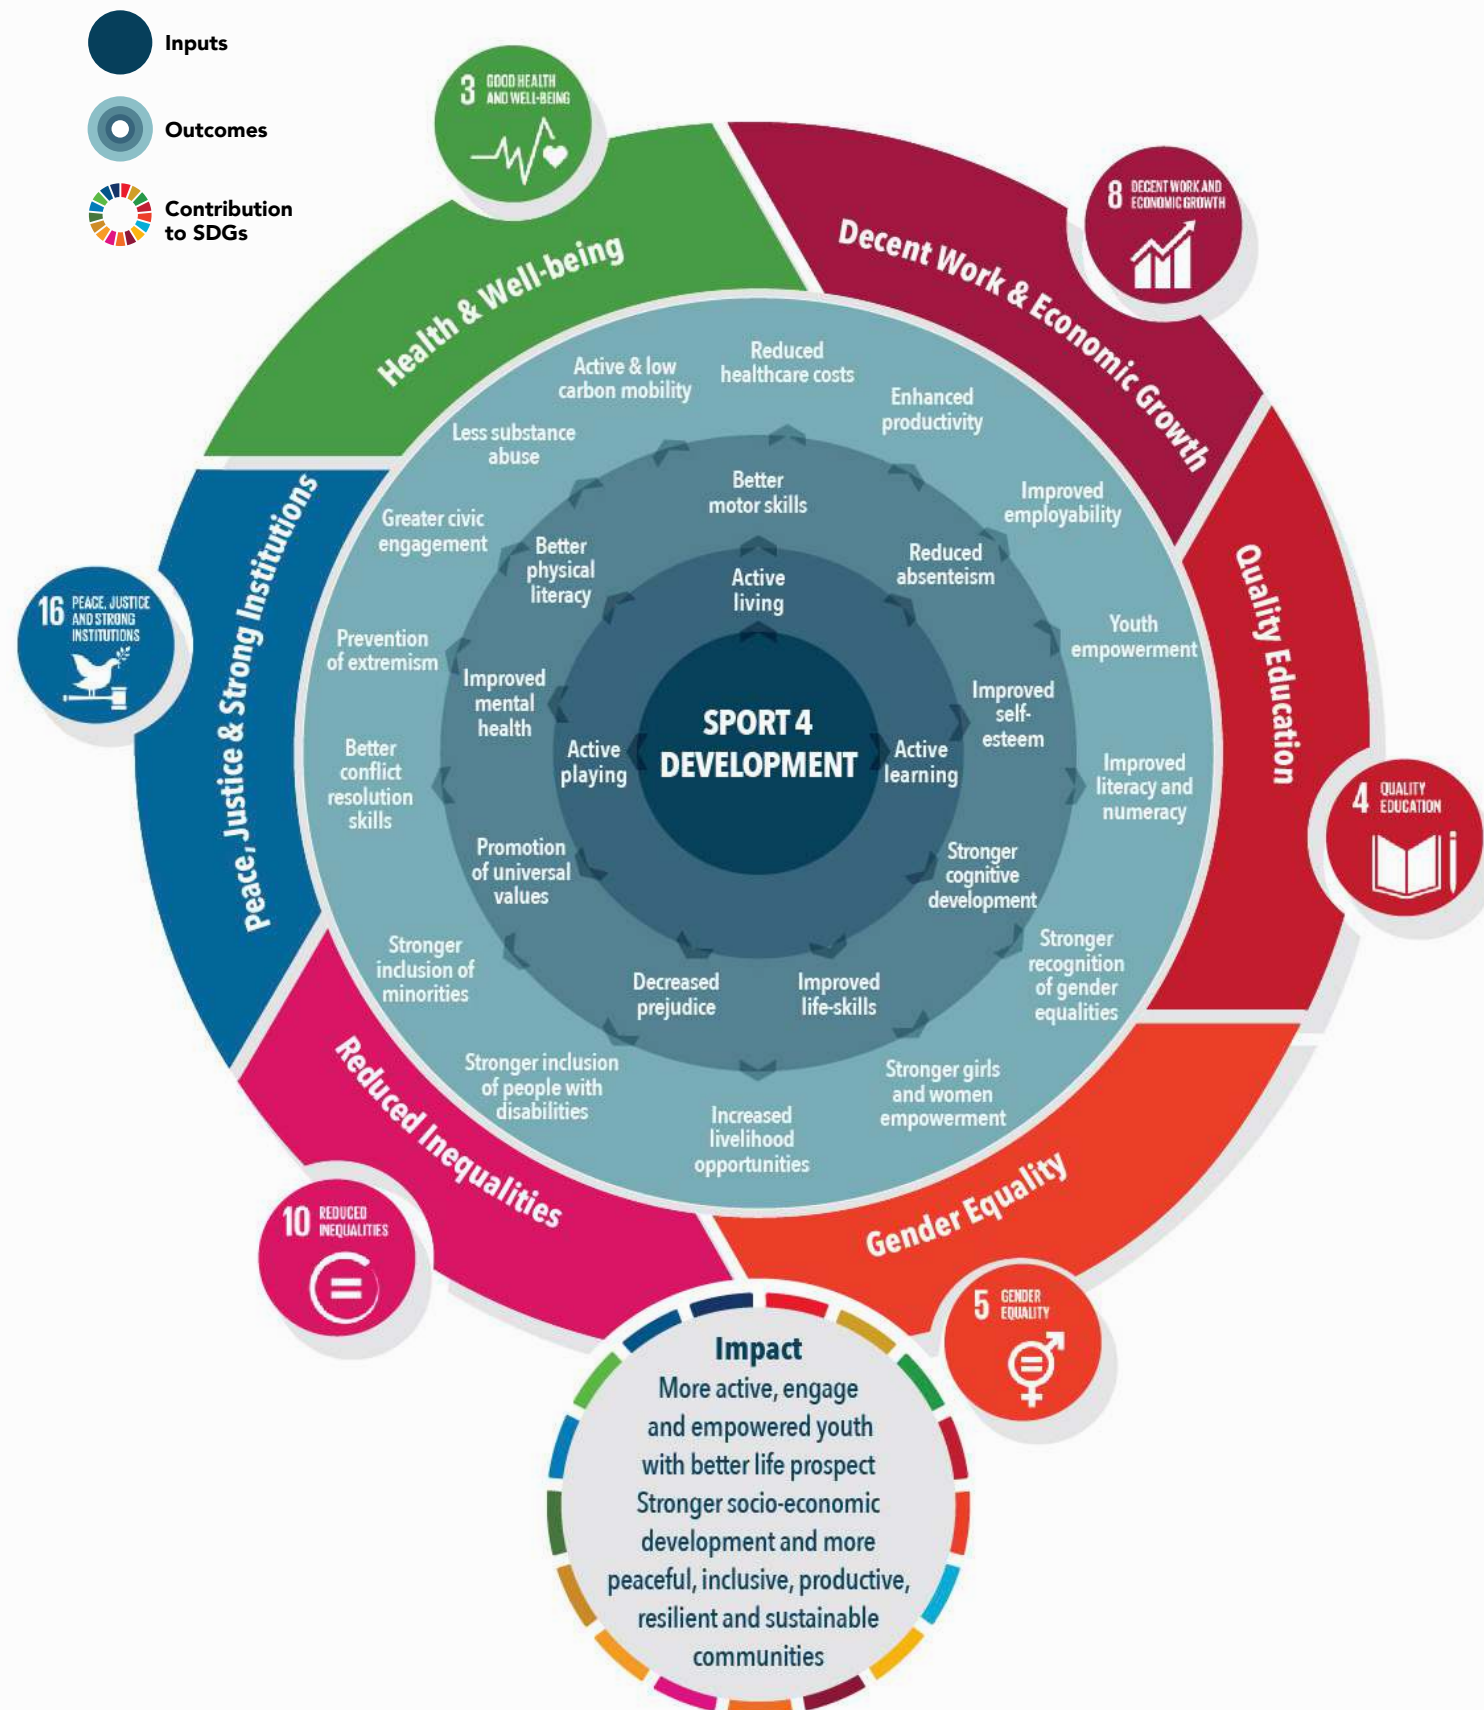 Inputs
Outcomes
Contribution
to SDGs
3 GOOD HEALTH
AND WELL-BEING
8 DECENT WORK AND
ECONOMIC GROWTH
Health & Well-being
Decent Work & Economic Growth
Quality Education
4 QUALITY
EDUCATION
Gender Equality
5 GENDER
EQUALITY
Reduced Inequalities
10 REDUCED
INEQUALITIES
Peace, Justice & Strong Institutions
16 PEACE, JUSTICE
AND STRONG
INSTITUTIONS
Active & low
carbon mobility
Reduced
healthcare costs
Enhanced
productivity
Improved
employability
Youth
empowerment
Improved
literacy and
numeracy
Stronger
recognition
of gender
equalities
Stronger girls
and women
empowerment
Increased
livelihood
opportunities
Stronger inclusion
of people with
disabilities
Stronger
inclusion of
minorities
Better
conflict
resolution
skills
Prevention
of extremism
Greater civic
engagement
Less substance
abuse
Better
motor skills
Reduced
absenteism
Improved
self-
esteem
Stronger
cognitive
development
Improved
life-skills
Decreased
prejudice
Promotion
of universal
values
Improved
mental
health
Better
physical
literacy
Active
living
Active
learning
Active
playing
SPORT 4
DEVELOPMENT
Impact
More active, engage
and empowered youth
with better life prospect
Stronger socio-economic
development and more
peaceful, inclusive, productive,
resilient and sustainable
communities